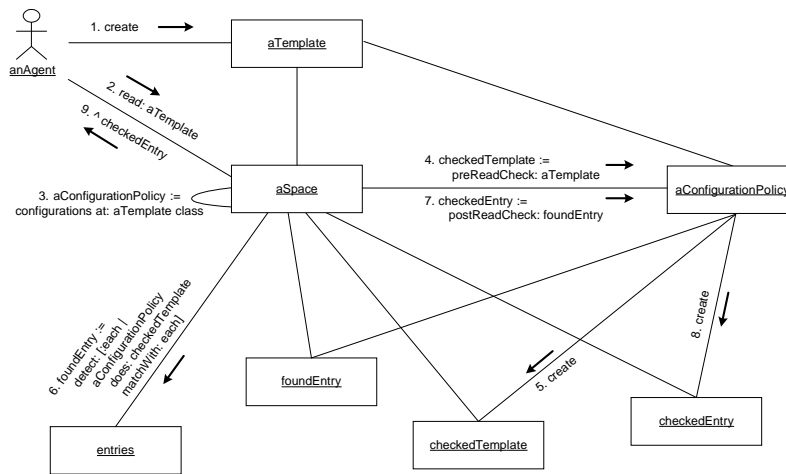 1. create
aTemplate
anAgent
2. read: aTemplate
9. ^ checkedEntry
3. aConfigurationPolicy :=
configurations at: aTemplate class
aSpace
4. checkedTemplate :=
preReadCheck: aTemplate
7. checkedEntry :=
postReadCheck: foundEntry
aConfigurationPolicy
6. foundEntry :=
detect: [:each |
aConfigurationPolicy
does: checkedTemplate
matchWith: each]
5. create
8. create
foundEntry
entries
checkedTemplate
checkedEntry